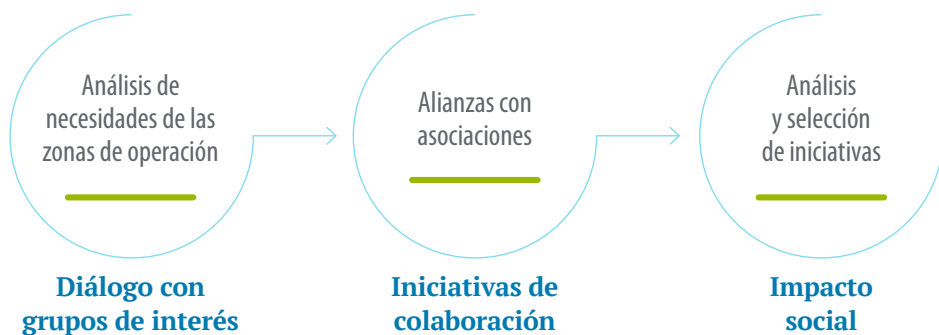 Análisis de
necesidades de las
zonas de operación
Diálogo con
grupos de interés
Alianzas con
asociaciones
Iniciativas de
colaboración
Análisis
y selección
de iniciativas
Impacto
social